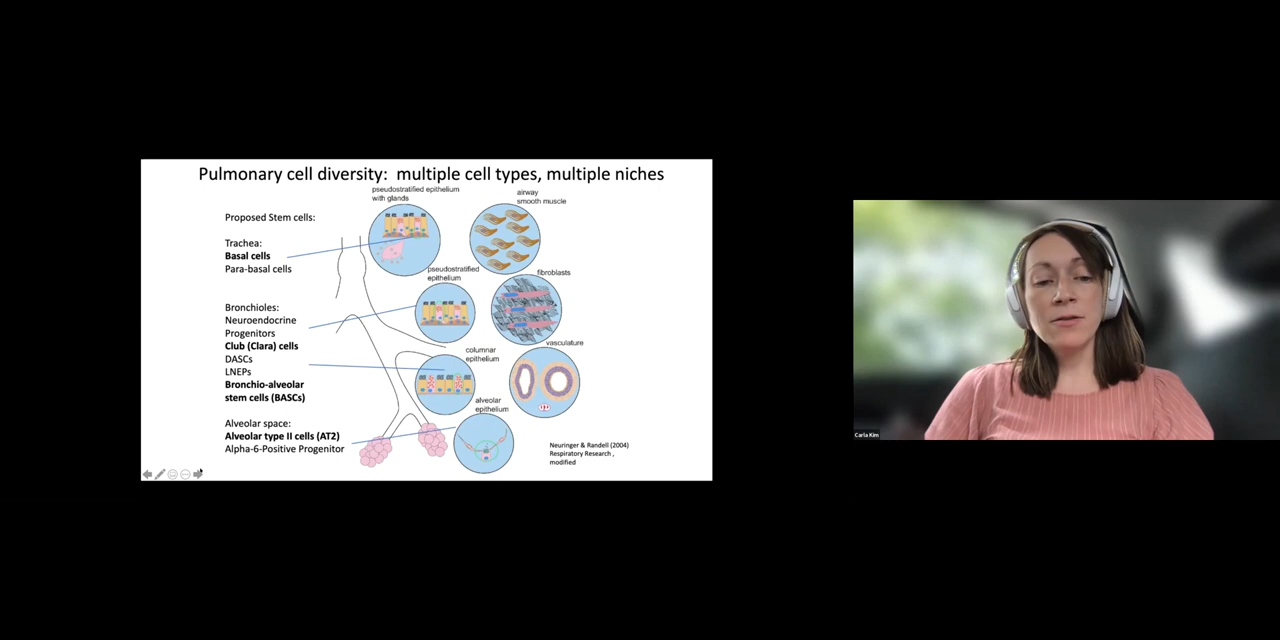 Pulmonary cell diversity:  multiple cell types, multiple niches
pseudostratified epithelium
with glands
airway
smooth muscle
Proposed Stem cells:
Trachea:
Basal cells
Para-basal cells
pseudostratified
epithelium
fibroblasts
Bronchioles:
Neuroendocrine
Progenitors
Club (Clara) cells
DASCs
LNEPs
Bronchio-alveolar
stem cells (BASCs)
columnar
epithelium
vasculature
alveolar
epithelium
Alveolar space:
Alveolar type II cells (AT2)
Alpha-6-Positive Progenitor
Neuringer & Randell (2004)
Respiratory Research ,
modified
Carla Kim